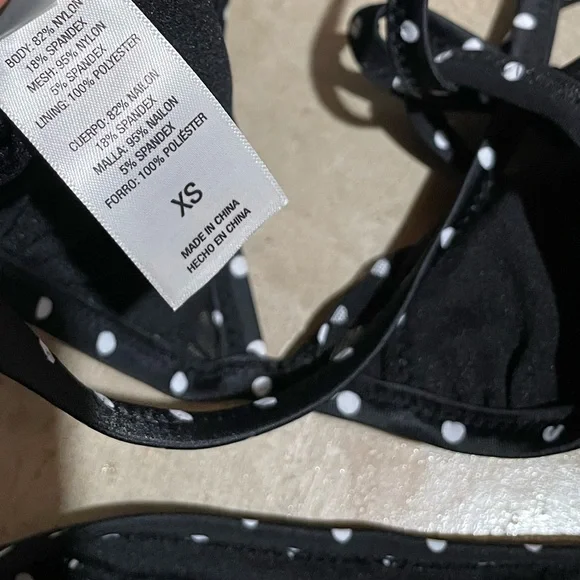 BODY: 82% NYLON
18% SPANDEX
MESH: 95% NYLON
5% SPANDEX
LINING: 100% POLYESTER
CUERPO: 82% NAILON
18% SPANDEX
MALLA: 95% NAILON
5% SPANDEX
FORRO: 100% POLIÉSTER
XS
MADE IN CHINA
HECHO EN CHINA